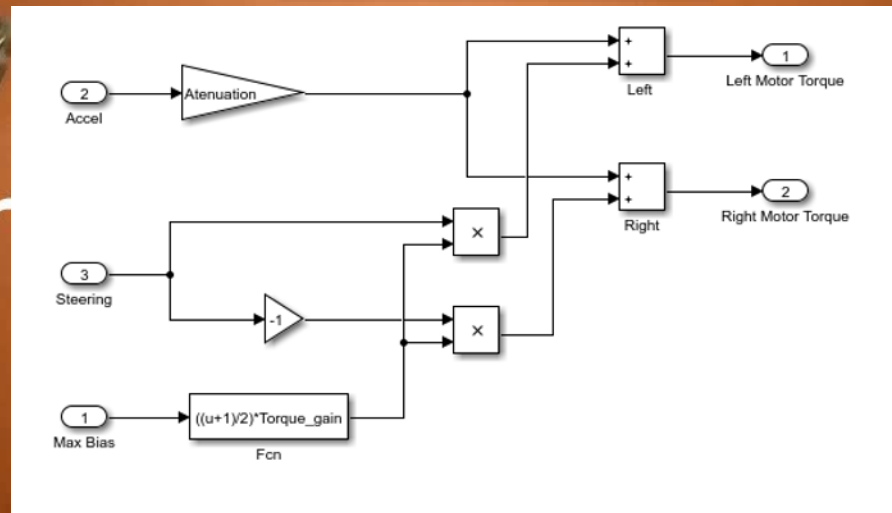 1
Left Motor Torque
+
+
Left
2
Accel
Atenuation
+
+
Right
2
Right Motor Torque
×
3
Steering
-1
×
1
Max Bias
((u+1)/2)*Torque_gain
Fcn